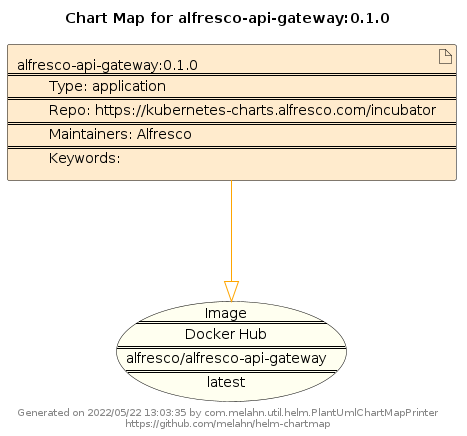 Chart Map for alfresco-api-gateway:0.1.0
alfresco-api-gateway:0.1.0
Type: application
Repo: https://kubernetes-charts.alfresco.com/incubator
Maintainers: Alfresco
Keywords:
Image
Docker Hub
alfresco/alfresco-api-gateway
latest
Generated on 2022/05/22 13:03:35 by com.melahn.util.helm.PlantUmlChartMapPrinter
https://github.com/melahn/helm-chartmap